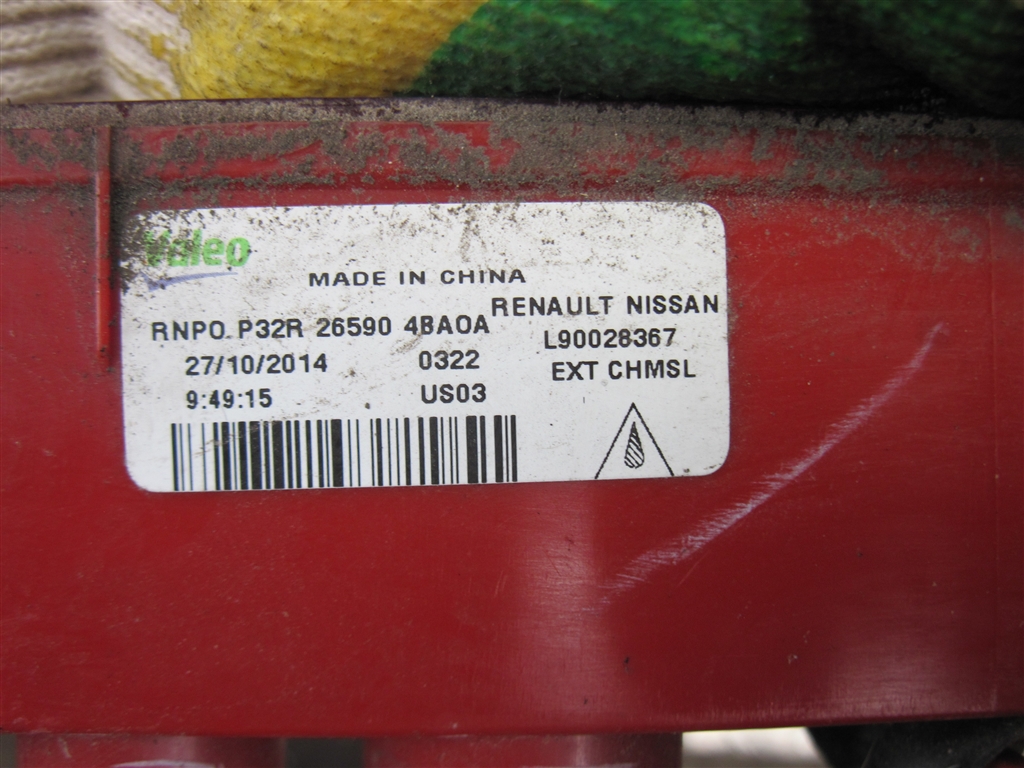 Valeo
MADE IN CHINA
RENAULT NISSAN
RNPO P32R 26590 4BA0A
L90028367
27/10/2014 0322
EXT CHMSL
9:49:15 US03